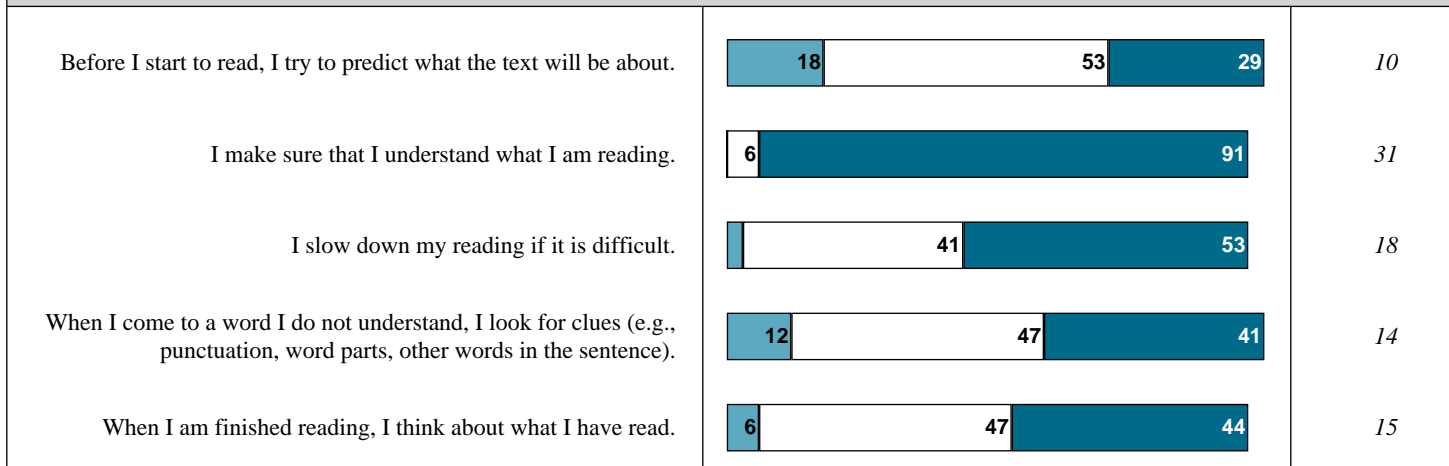 Before I start to read, I try to predict what the text will be about. 18 53 29 10
I make sure that I understand what I am reading. 6 91 31
I slow down my reading if it is difficult. 41 53 18
When I come to a word I do not understand, I look for clues (e.g.,
punctuation, word parts, other words in the sentence). 12 47 41 14
When I am finished reading, I think about what I have read. 6 47 44 15